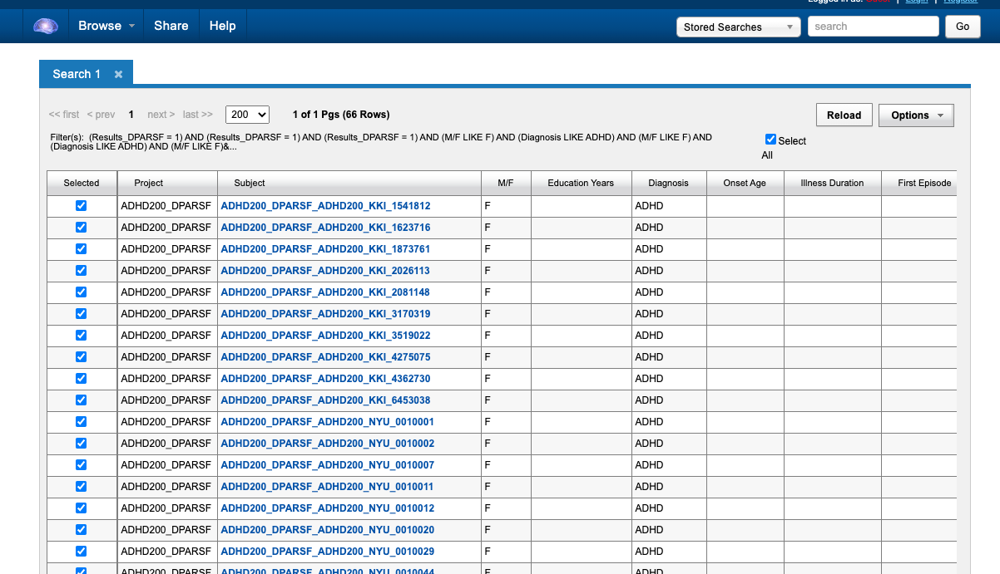 Logged in as: Guest | Login | Register
Browse Share Help Stored Searches search Go
Search 1
<< first < prev 1 next > last >> 200 1 of 1 Pgs (66 Rows) Reload Options
Filter(s): (Results_DPARSF = 1) AND (Results_DPARSF = 1) AND (Results_DPARSF = 1) AND (M/F LIKE F) AND (Diagnosis LIKE ADHD) AND (M/F LIKE F) AND
(Diagnosis LIKE ADHD) AND (M/F LIKE F)&...
Select
All
Selected Project Subject M/F Education Years Diagnosis Onset Age Illness Duration First Episode
ADHD200_DPARSF ADHD200_DPARSF_ADHD200_KKI_1541812 F ADHD
ADHD200_DPARSF ADHD200_DPARSF_ADHD200_KKI_1623716 F ADHD
ADHD200_DPARSF ADHD200_DPARSF_ADHD200_KKI_1873761 F ADHD
ADHD200_DPARSF ADHD200_DPARSF_ADHD200_KKI_2026113 F ADHD
ADHD200_DPARSF ADHD200_DPARSF_ADHD200_KKI_2081148 F ADHD
ADHD200_DPARSF ADHD200_DPARSF_ADHD200_KKI_3170319 F ADHD
ADHD200_DPARSF ADHD200_DPARSF_ADHD200_KKI_3519022 F ADHD
ADHD200_DPARSF ADHD200_DPARSF_ADHD200_KKI_4275075 F ADHD
ADHD200_DPARSF ADHD200_DPARSF_ADHD200_KKI_4362730 F ADHD
ADHD200_DPARSF ADHD200_DPARSF_ADHD200_KKI_6453038 F ADHD
ADHD200_DPARSF ADHD200_DPARSF_ADHD200_NYU_0010001 F ADHD
ADHD200_DPARSF ADHD200_DPARSF_ADHD200_NYU_0010002 F ADHD
ADHD200_DPARSF ADHD200_DPARSF_ADHD200_NYU_0010007 F ADHD
ADHD200_DPARSF ADHD200_DPARSF_ADHD200_NYU_0010011 F ADHD
ADHD200_DPARSF ADHD200_DPARSF_ADHD200_NYU_0010012 F ADHD
ADHD200_DPARSF ADHD200_DPARSF_ADHD200_NYU_0010020 F ADHD
ADHD200_DPARSF ADHD200_DPARSF_ADHD200_NYU_0010029 F ADHD
ADHD200_DPARSF ADHD200_DPARSF_ADHD200_NYU_0010044 F ADHD